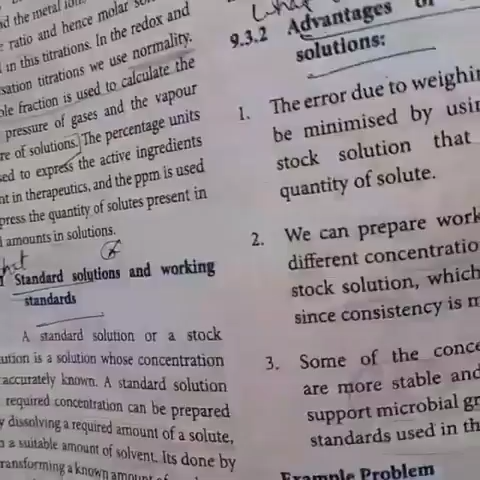 d the metal ion.
ratio and hence molar
in this titrations. In the redox and
sation titrations we use normality.
le fraction is used to calculate the
pressure of gases and the vapour
re of solutions. The percentage units
ed to express the active ingredients
nt in therapeutics, and the ppm is used
press the quantity of solutes present in
amounts in solutions.
1 Standard solutions and working
standards
A standard solution or a stock
ution is a solution whose concentration
accurately known. A standard solution
required concentration can be prepared
y dissolving a required amount of a solute,
a suitable amount of solvent. Its done by
ransforming a known amount of
9.3.2 Advantages
solutions:
1. The error due to weighin
be minimised by usin
stock solution that
quantity of solute.
2. We can prepare work
different concentratio
stock solution, which
since consistency is m
3. Some of the conce
are more stable and
support microbial gr
standards used in th
Example Problem